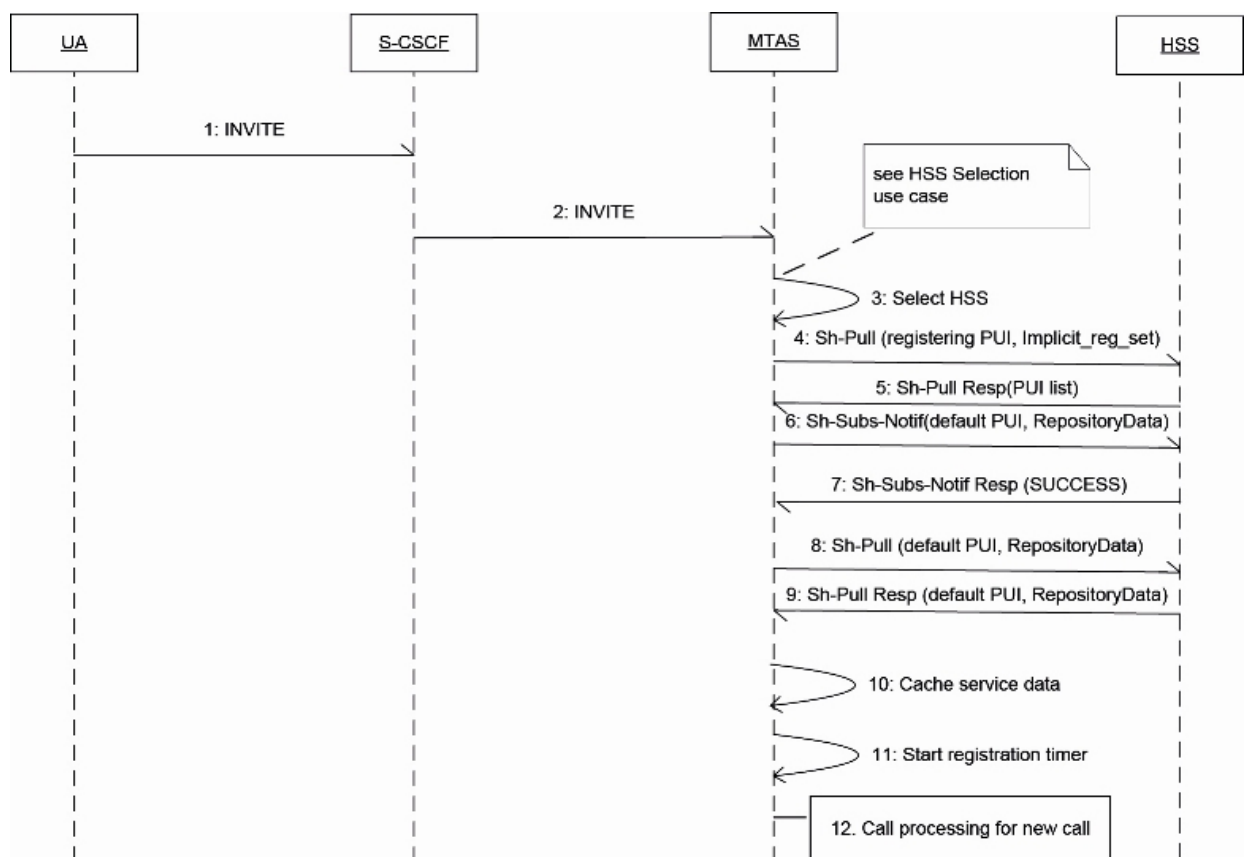 UA
S-CSCF
MTAS
HSS
1: INVITE
see HSS Selection
use case
2: INVITE
3: Select HSS
4: Sh-Pull (registering PUI, Implicit_reg_set)
5: Sh-Pull Resp(PUI list)
6: Sh-Subs-Notif(default PUI, RepositoryData)
7: Sh-Subs-Notif Resp (SUCCESS)
8: Sh-Pull (default PUI, RepositoryData)
9: Sh-Pull Resp (default PUI, RepositoryData)
10: Cache service data
11: Start registration timer
12. Call processing for new call